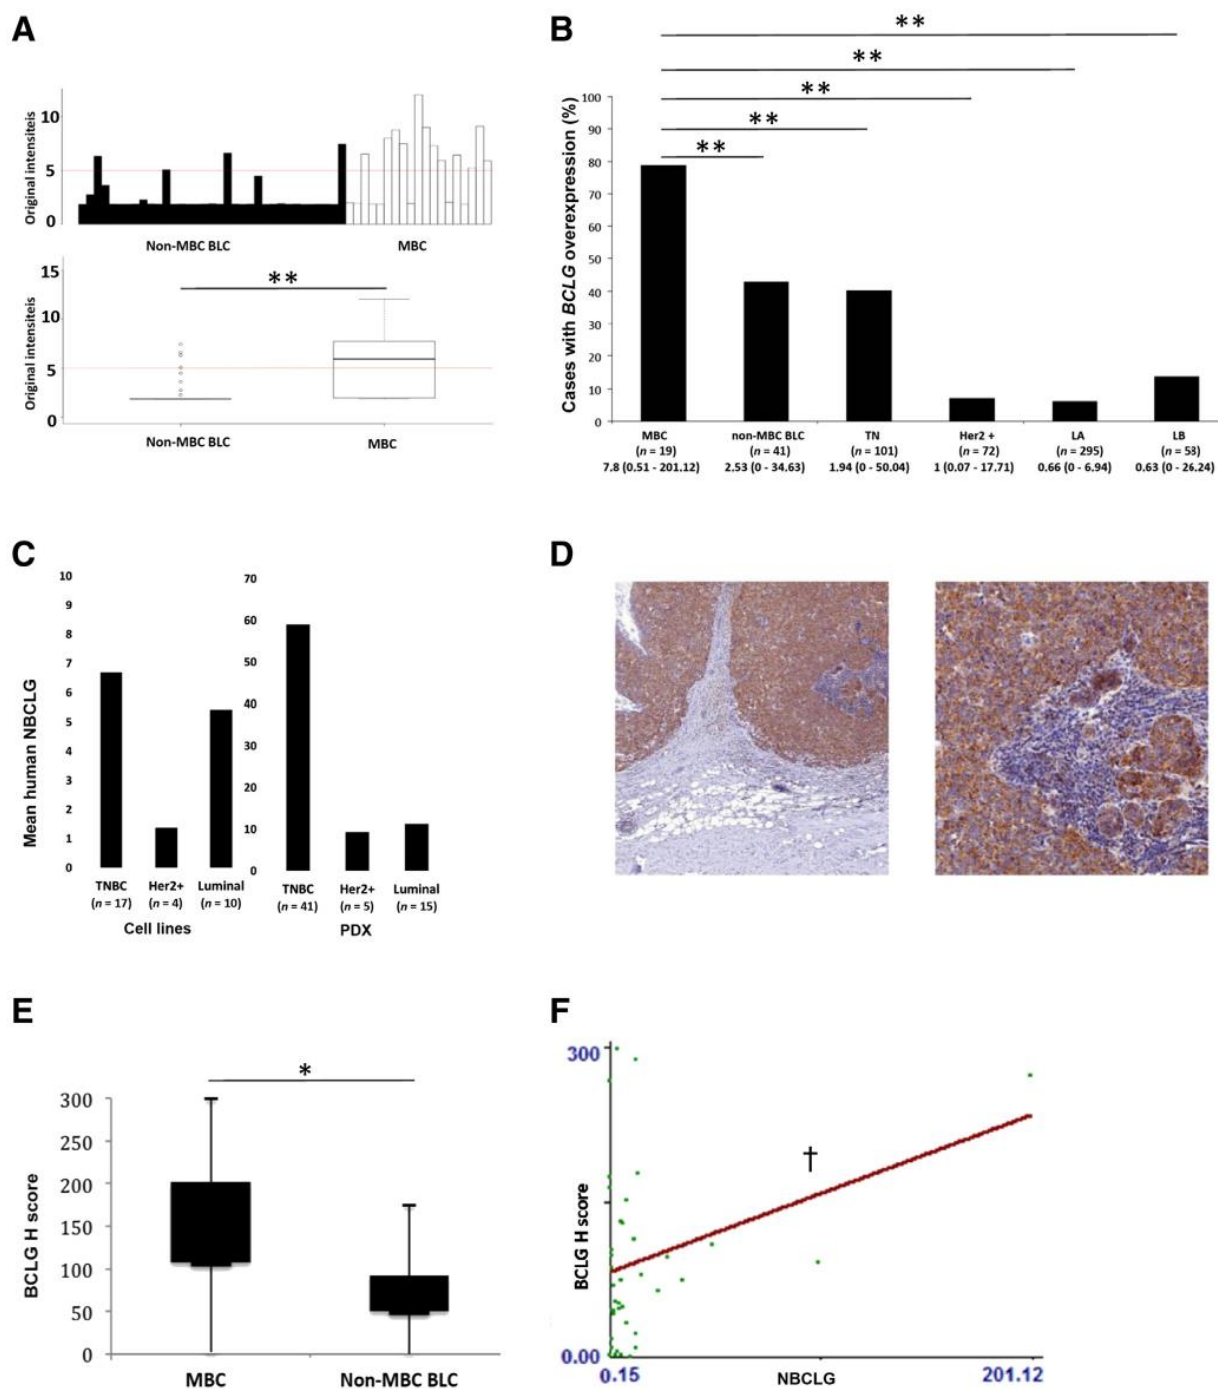 A
Original intensiteis
10
5
0
Non-MBC BLC
MBC
**
Original intensiteis
15
10
5
0
Non-MBC BLC
MBC
B
**
**
**
**
**
Cases with BCLG overexpression (%)
100
90
80
70
60
50
40
30
20
10
0
MBC non-MBC BLC TN Her2 + LA LB
(n = 19) (n = 41) (n = 101) (n = 72) (n = 295) (n = 53)
7.8 (0.51 - 201.12) 2.53 (0 - 34.63) 1.94 (0 - 50.04) 1 (0.07 - 17.71) 0.66 (0 - 6.94) 0.63 (0 - 26.24)
C
Mean human NBCLG
10
9
8
7
6
5
4
3
2
1
0
TNBC Her2+ Luminal
(n = 17) (n = 4) (n = 10)
Cell lines
70
60
50
40
30
20
10
0
TNBC Her2+ Luminal
(n = 41) (n = 5) (n = 15)
PDX
D
E
*
BCLG H score
300
250
200
150
100
50
0
MBC Non-MBC BLC
F
300
†
BCLG H score
0.00
0.15 NBCLG 201.12